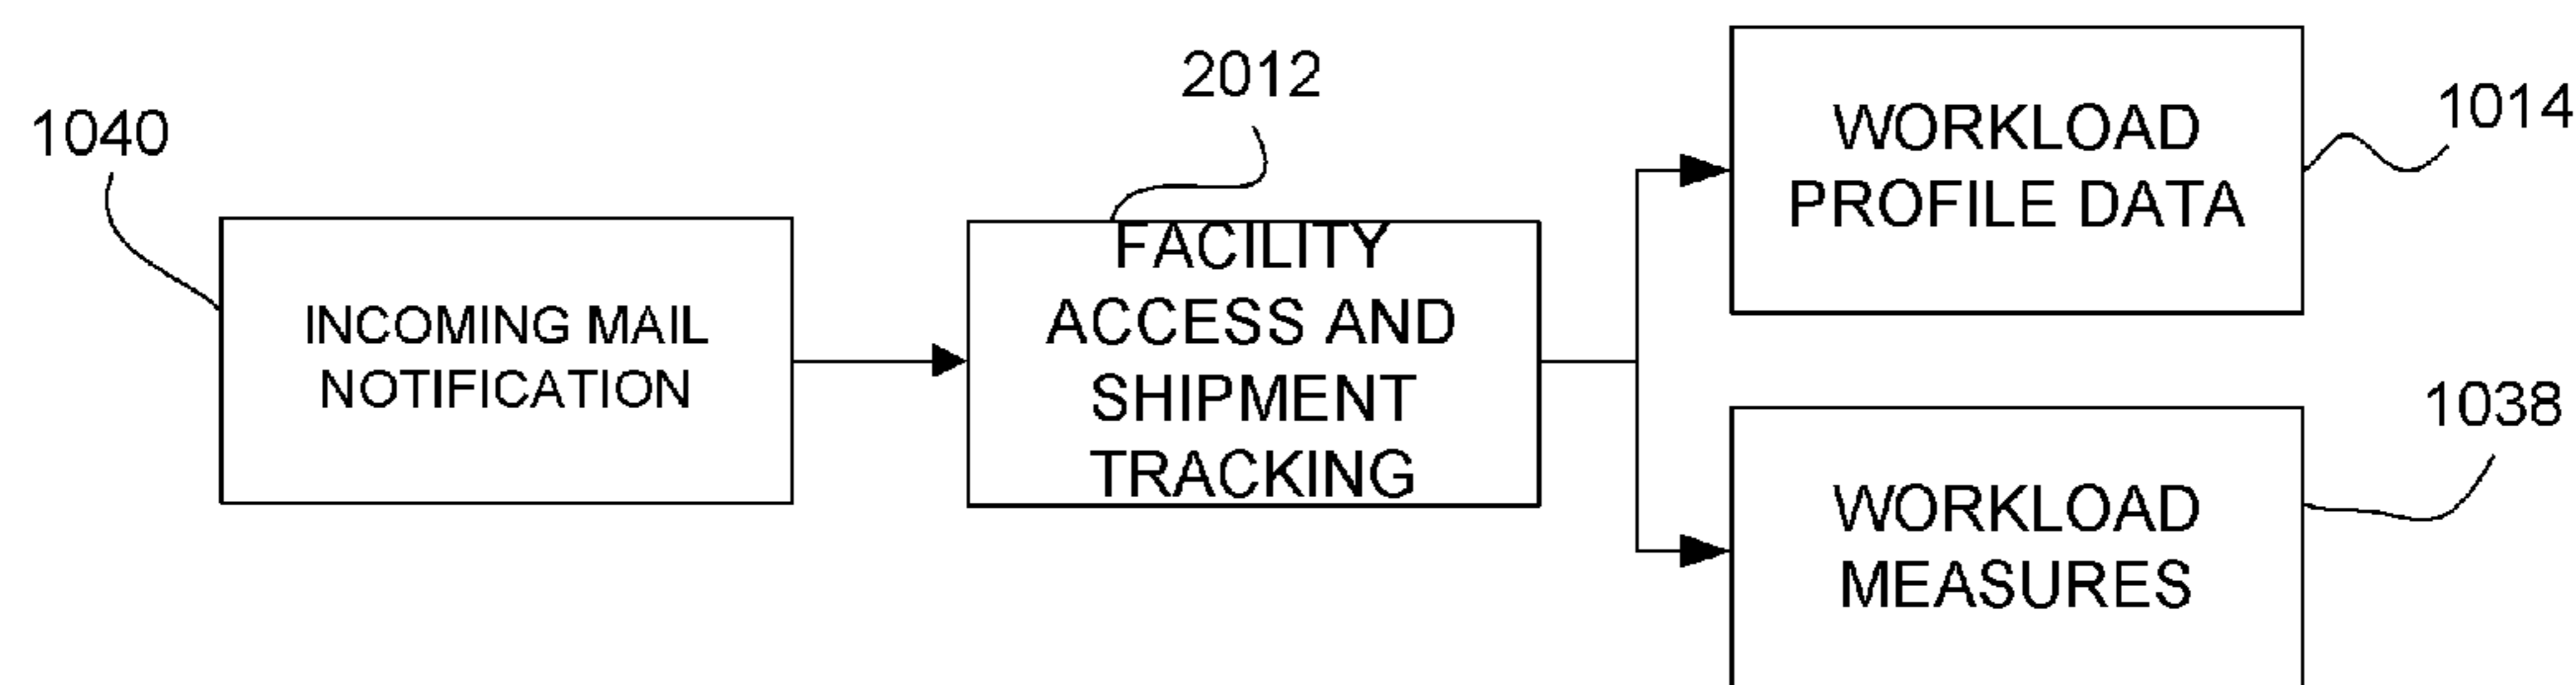 1040
INCOMING MAIL
NOTIFICATION
2012
FACILITY
ACCESS AND
SHIPMENT
TRACKING
WORKLOAD
PROFILE DATA
1014
WORKLOAD
MEASURES
1038